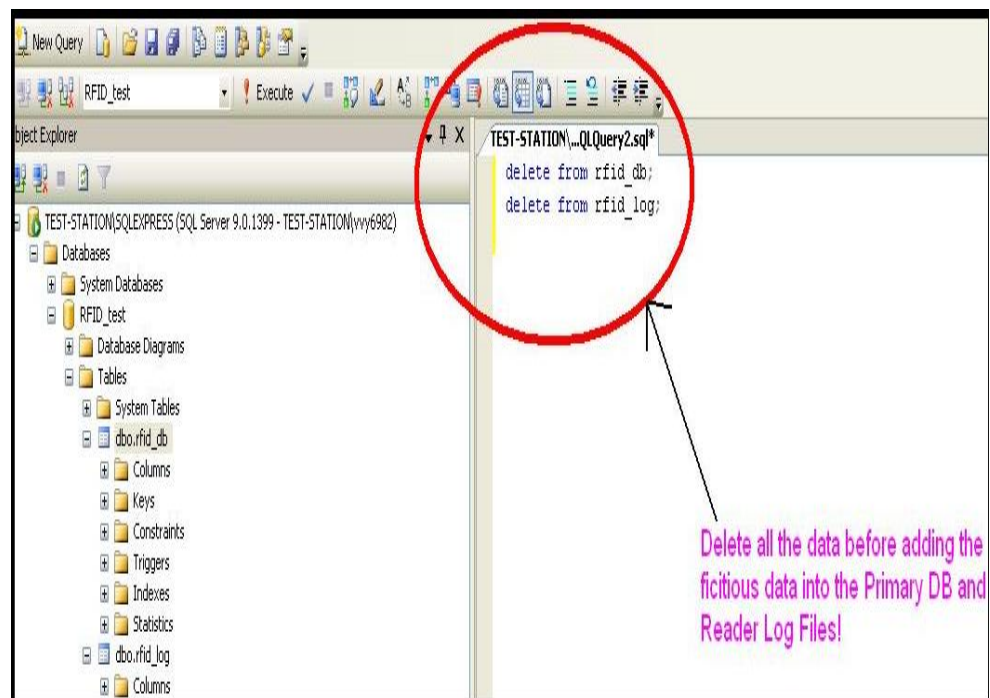 New Query
RFID_test
Execute
bject Explorer
TEST-STATION\SQLEXPRESS (SQL Server 9.0.1399 - TEST-STATION\vvy6982)
Databases
System Databases
RFID_test
Database Diagrams
Tables
System Tables
dbo.rfid_db
Columns
Keys
Constraints
Triggers
Indexes
Statistics
dbo.rfid_log
Columns
TEST-STATION\...QLQuery2.sql*
delete from rfid_db;
delete from rfid_log;
Delete all the data before adding the
ficitious data into the Primary DB and
Reader Log Files!